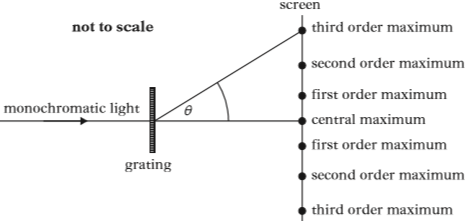 screen
not to scale
third order maximum
second order maximum
first order maximum
monochromatic light
θ
central maximum
first order maximum
grating
second order maximum
third order maximum